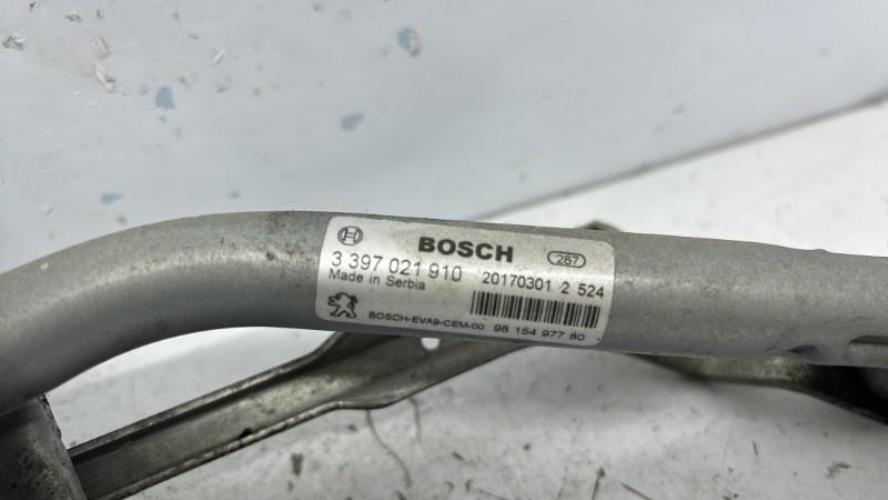 BOSCH
287
3 397 021 910 20170301 2 524
Made in Serbia
BOSCH-EVA9-CEM-00 98 154 977 80